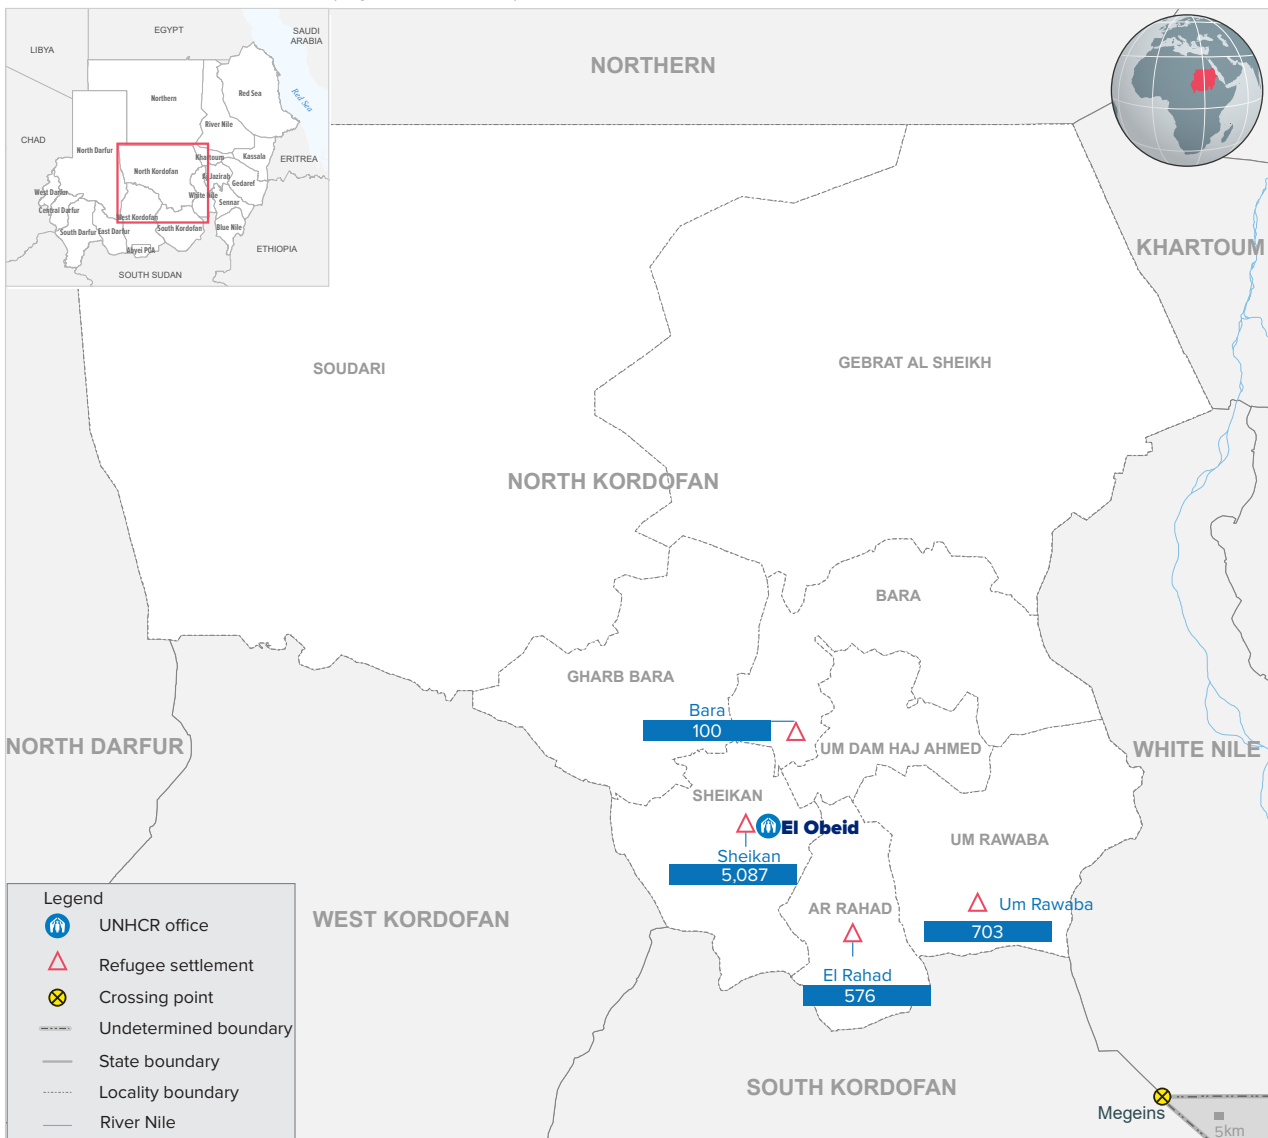 EGYPT
SAUDI
ARABIA
LIBYA
Red Sea
Northern
Red Sea
River Nile
CHAD
North Darfur
Khartoum
Kassala
ERITREA
North Kordofan
Al Jazirah
Gedaref
West Darfur
White Nile
Sennar
Central Darfur
West Kordofan
South Darfur
East Darfur
South Kordofan
Blue Nile
Abyei PCA
ETHIOPIA
SOUTH SUDAN
NORTHERN
KHARTOUM
SOUDARI
GEBRAT AL SHEIKH
NORTH KORDOFAN
BARA
GHARB BARA
Bara
100
UM DAM HAJ AHMED
NORTH DARFUR
WHITE NILE
SHEIKAN
El Obeid
UM RAWABA
Sheikan
5,087
WEST KORDOFAN
AR RAHAD
Um Rawaba
703
El Rahad
576
SOUTH KORDOFAN
Megeins
5km
Legend
UNHCR office
Refugee settlement
Crossing point
Undetermined boundary
State boundary
Locality boundary
River Nile